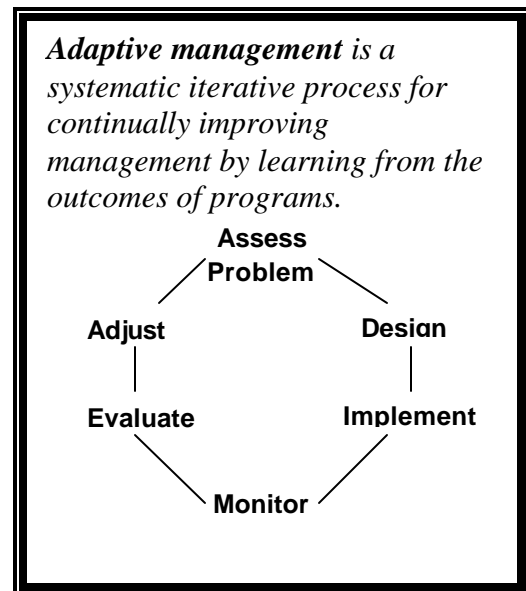 Adaptive management is a
systematic iterative process for
continually improving
management by learning from the
outcomes of programs.
Assess
Problem
Adjust
Design
Evaluate
Implement
Monitor